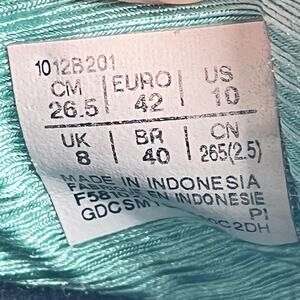 1012B201
CM | EURO | US
26.5 | 42 | 10
UK | BR | CN
8 | 40 | 265(2.5)
MADE IN INDONESIA
EN INDONESIE
GDCSM